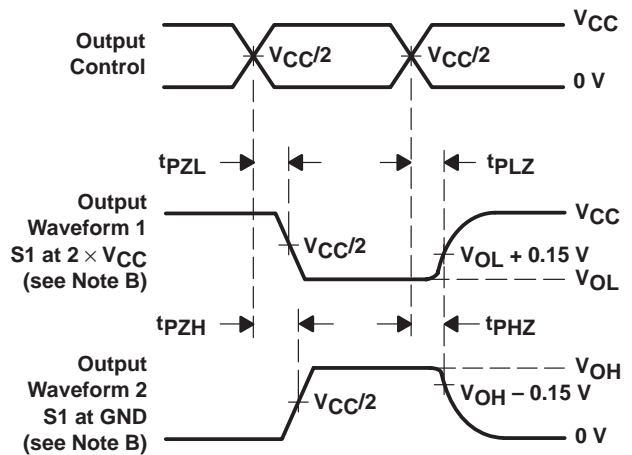 Output
Control
VCC/2
VCC/2
VCC
0 V
tPZL
tPLZ
Output
Waveform 1
S1 at 2 × VCC
(see Note B)
VCC/2
VCC
VOL + 0.15 V
VOL
tPZH
tPHZ
Output
Waveform 2
S1 at GND
(see Note B)
VCC/2
VOH
VOH – 0.15 V
0 V